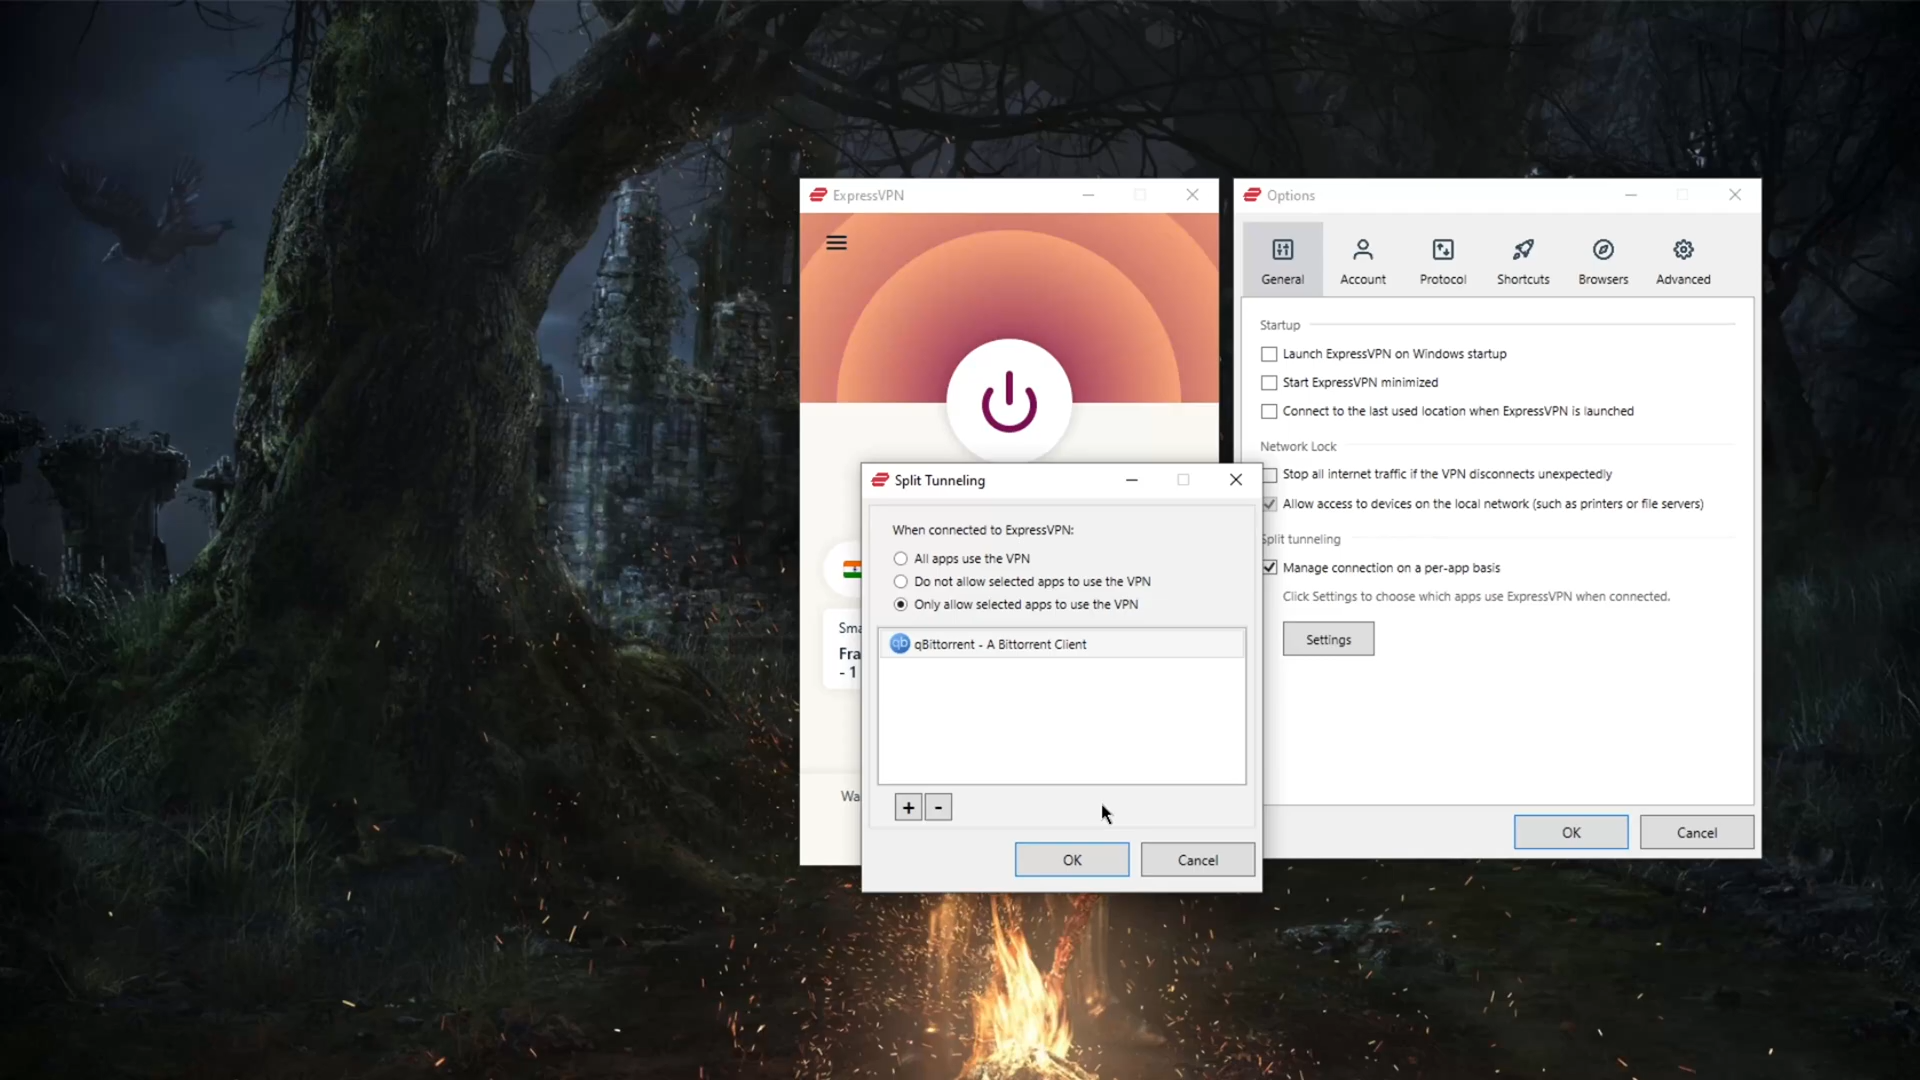 ExpressVPN
Sma
Fra
- 1
Wa
Options
General
Account
Protocol
Shortcuts
Browsers
Advanced
Startup
Launch ExpressVPN on Windows startup
Start ExpressVPN minimized
Connect to the last used location when ExpressVPN is launched
Network Lock
Stop all internet traffic if the VPN disconnects unexpectedly
Allow access to devices on the local network (such as printers or file servers)
Split tunneling
Manage connection on a per-app basis
Click Settings to choose which apps use ExpressVPN when connected.
Settings
OK
Cancel
Split Tunneling
When connected to ExpressVPN:
All apps use the VPN
Do not allow selected apps to use the VPN
Only allow selected apps to use the VPN
qb
qBittorrent - A Bittorrent Client
+
-
OK
Cancel